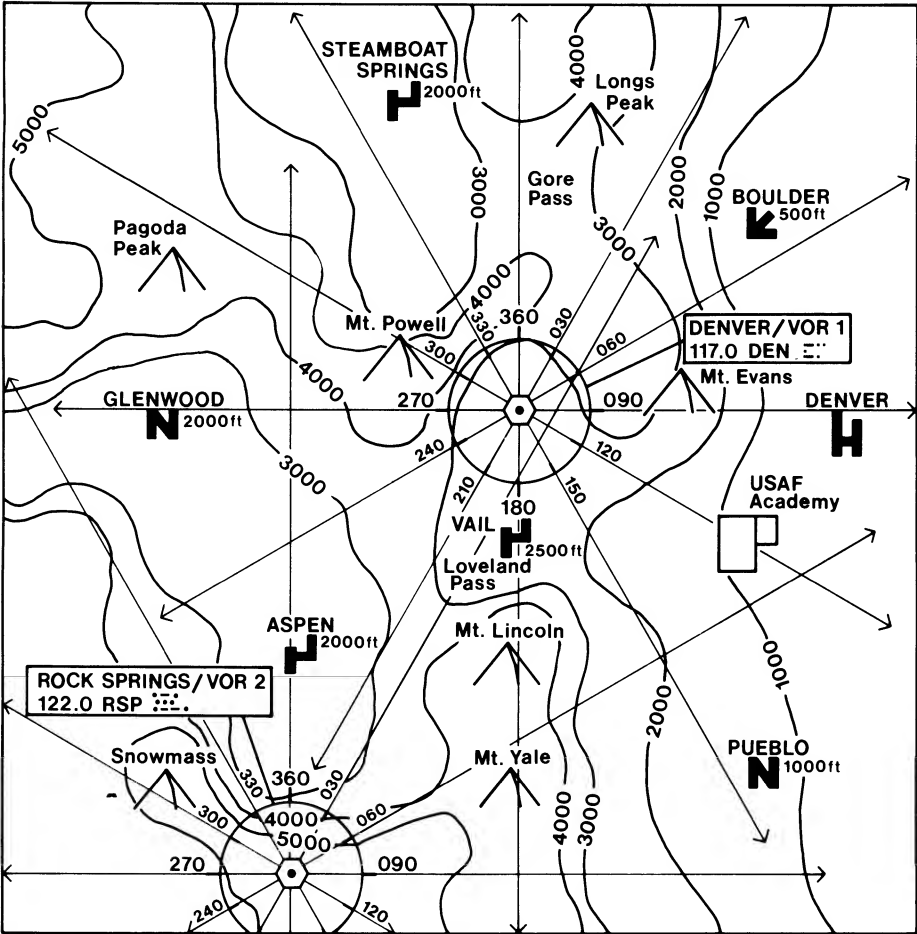 STEAMBOAT
SPRINGS
2000ft
4000
Longs
Peak
5000
3000
Gore
Pass
2000
1000
BOULDER
500ft
Pagoda
Peak
3000
4000
Mt. Powell
330
360
030
300
060
DENVER/VOR 1
117.0 DEN
Mt. Evans
4000
GLENWOOD
2000ft
270
090
DENVER
240
120
3000
210
150
USAF
Academy
180
VAIL
2500ft
Loveland
Pass
ASPEN
2000ft
Mt. Lincoln
1000
ROCK SPRINGS/VOR 2
122.0 RSP
2000
Snowmass
Mt. Yale
PUEBLO
1000ft
330
360
030
300
060
4000
5000
4000
3000
270
090
240
120